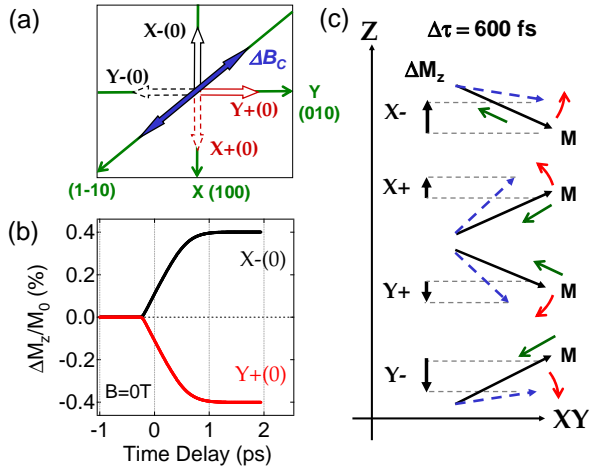 (a)
X-(0)
ΔB_C
Y-(0)
Y
(010)
Y+(0)
X+(0)
(1-10)
X (100)
(b)
0.4
0.2
0.0
-0.2
-0.4
ΔM_z/M_0 (%)
X-(0)
Y+(0)
B=0T
-1
0
1
2
Time Delay (ps)
(c)
Z
Δτ = 600 fs
ΔM_z
X-
M
X+
M
Y+
M
Y-
M
XY